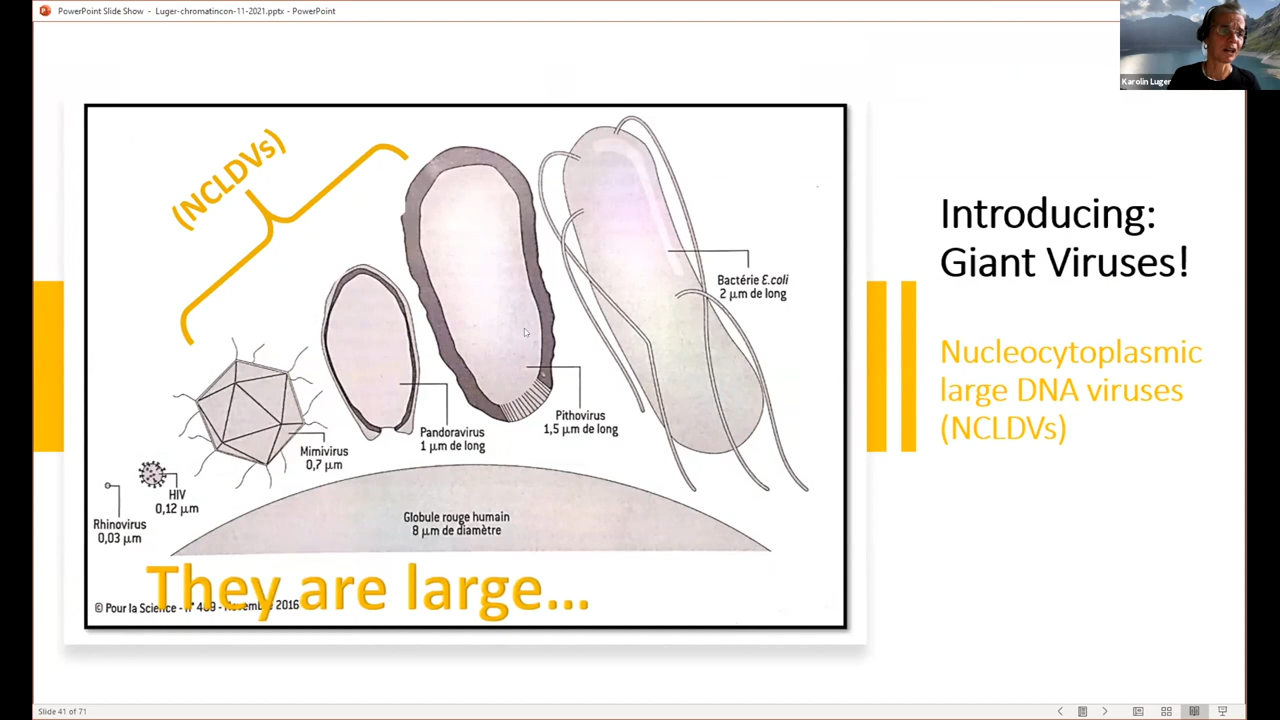 PowerPoint Slide Show - Luger-chromatincon-11-2021.pptx - PowerPoint
Karolin Luger
(NCLDVs)
Bactérie E.coli
2 µm de long
Pithovirus
1,5 µm de long
Pandoravirus
1 µm de long
Mimivirus
0,7 µm
HIV
0,12 µm
Rhinovirus
0,03 µm
Globule rouge humain
8 µm de diamètre
They are large...
© Pour la Science - n° 469 - Novembre 2016
Introducing:
Giant Viruses!
Nucleocytoplasmic
large DNA viruses
(NCLDVs)
Slide 41 of 71